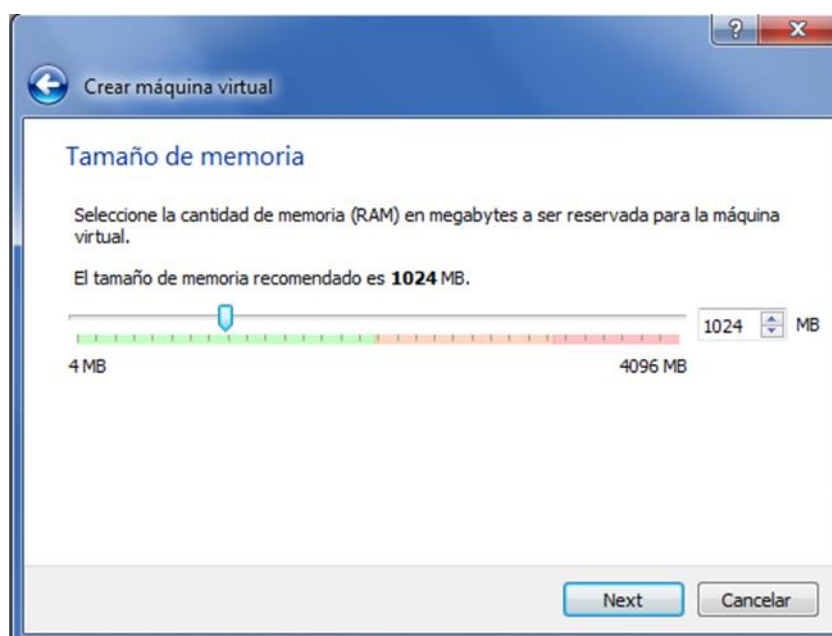 ?
Crear máquina virtual
Tamaño de memoria
Seleccione la cantidad de memoria (RAM) en megabytes a ser reservada para la máquina
virtual.
El tamaño de memoria recomendado es 1024 MB.
1024 MB
4 MB 4096 MB
Next Cancelar